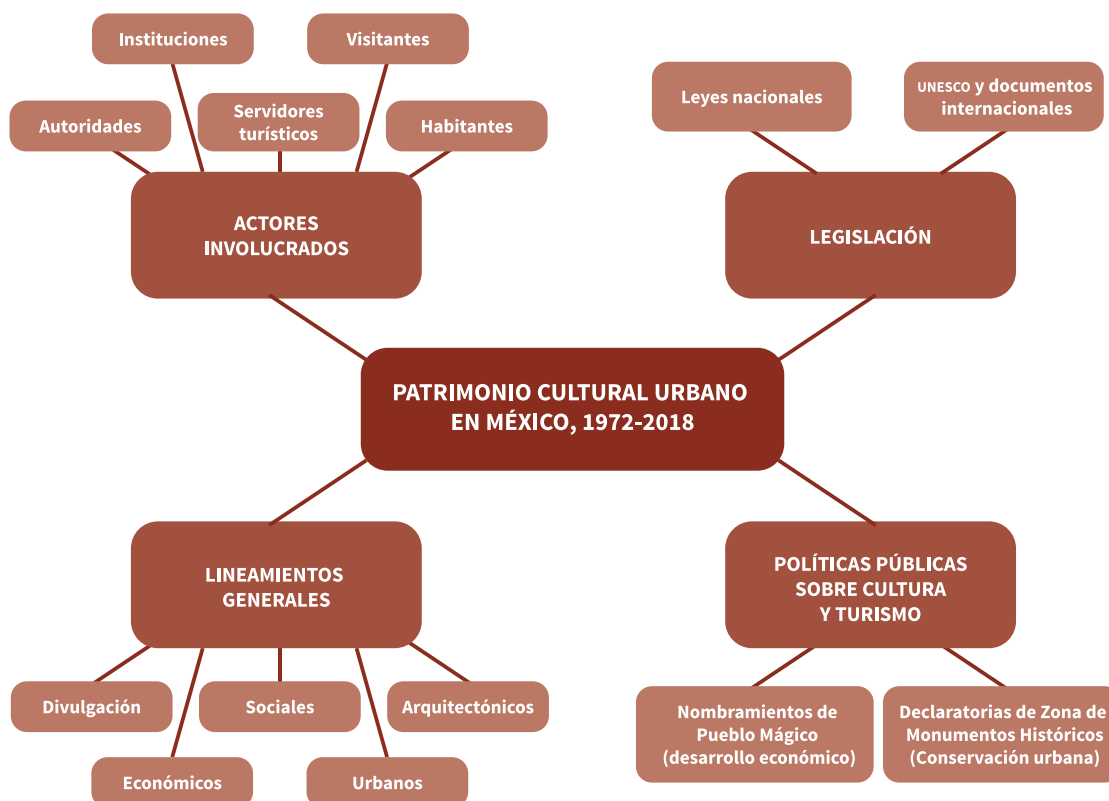 Instituciones
Visitantes
Autoridades
Servidores
turísticos
Habitantes
ACTORES
INVOLUCRADOS
Leyes nacionales
UNESCO y documentos
internacionales
LEGISLACIÓN
PATRIMONIO CULTURAL URBANO
EN MÉXICO, 1972-2018
LINEAMIENTOS
GENERALES
Divulgación
Sociales
Arquitectónicos
Económicos
Urbanos
POLÍTICAS PÚBLICAS
SOBRE CULTURA
Y TURISMO
Nombramientos de
Pueblo Mágico
(desarrollo económico)
Declaratorias de Zona de
Monumentos Históricos
(Conservación urbana)